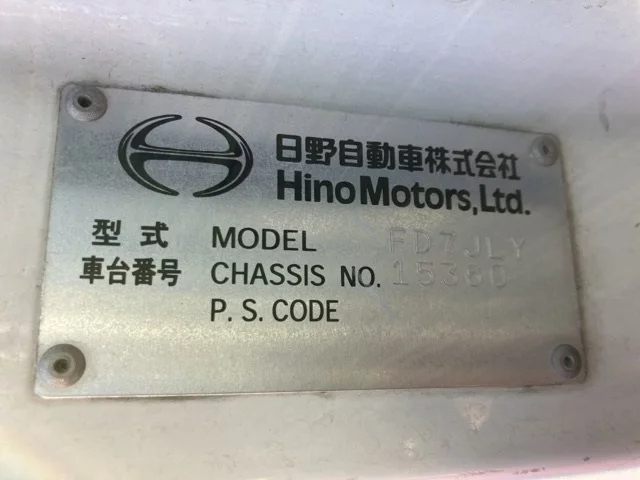 日野自動車株式会社
Hino Motors, Ltd.
型式 MODEL FD7JLY
車台番号 CHASSIS NO. 15360
P. S. CODE